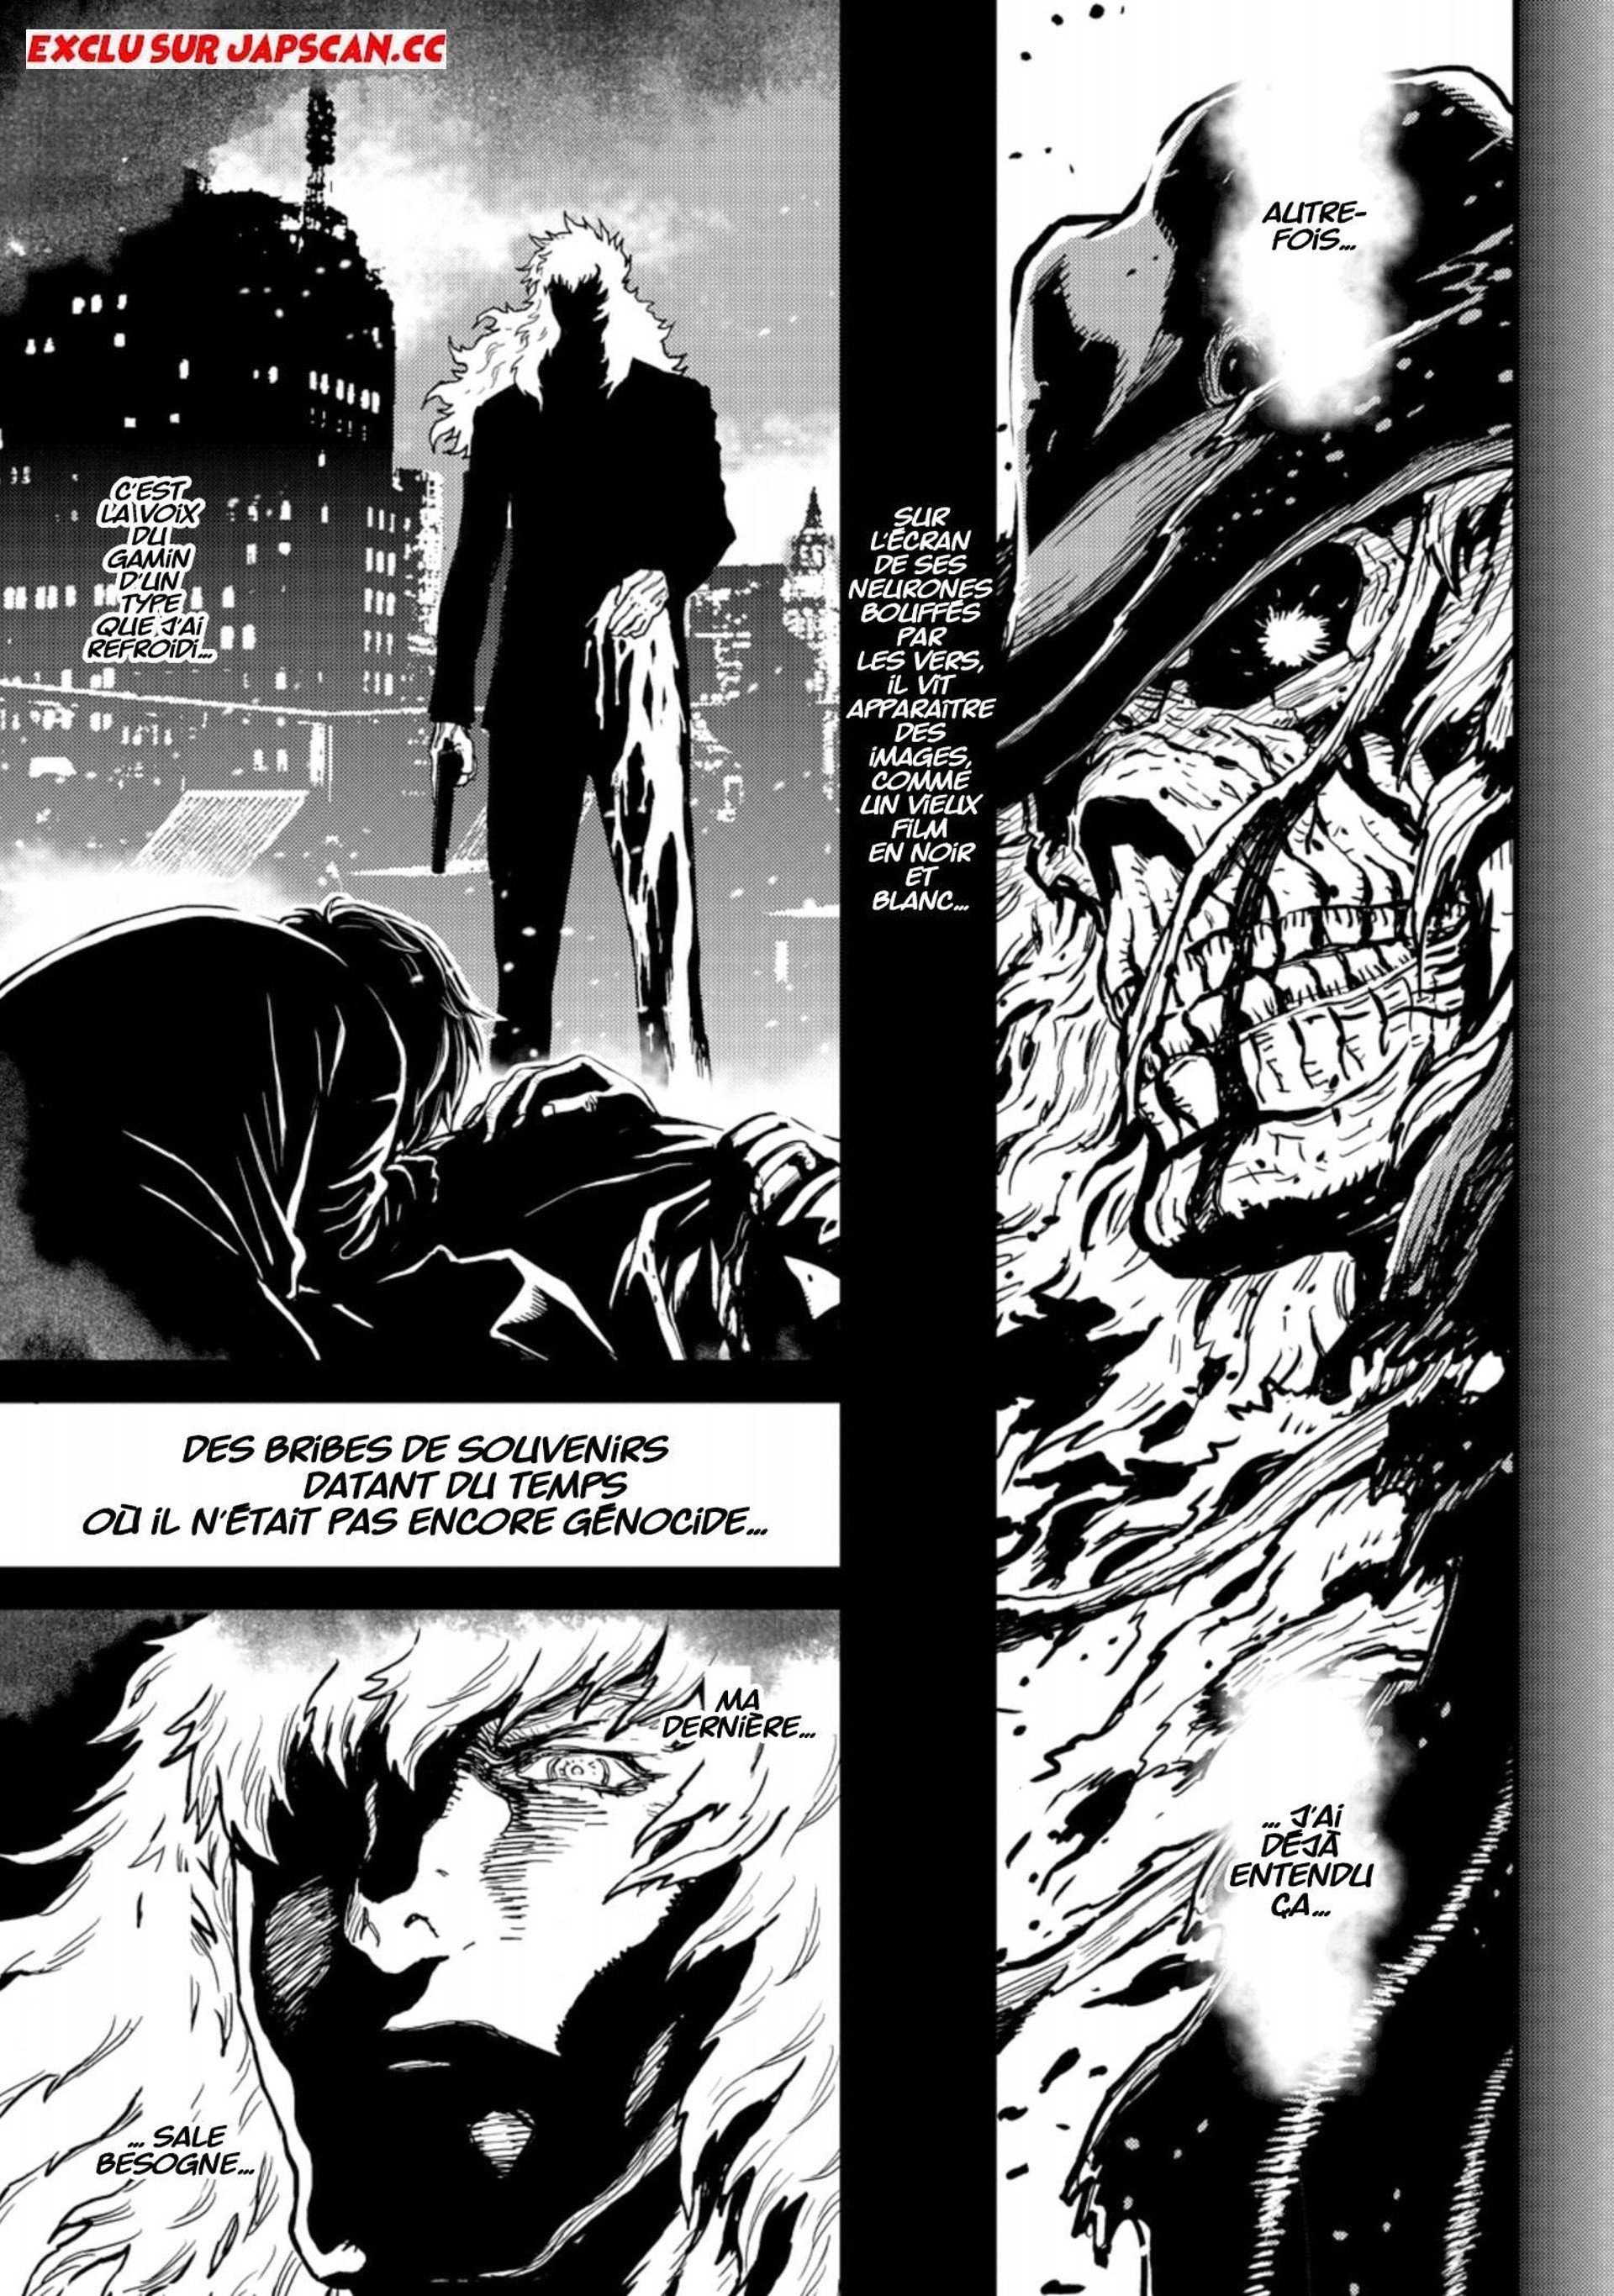 EXCLU SUR JAPSCAN.CC
AUTRE-
FOIS...
... J'AI
DÉJÀ
ENTENDU
ÇA...
SUR
L'ÉCRAN
DE SES
NEURONES
BOUFFÉS
PAR
LES VERS,
IL VIT
APPARAÎTRE
DES
IMAGES,
COMME
UN VIEUX
FILM
EN NOIR
ET
BLANC...
C'EST
LA VOIX
DU
GAMIN
D'UN
TYPE
QUE J'AI
REFROIDI...
DES BRIBES DE SOUVENIRS
DATANT DU TEMPS
OÙ IL N'ÉTAIT PAS ENCORE GÉNOCIDE...
MA
DERNIÈRE...
... SALE
BESOGNE...